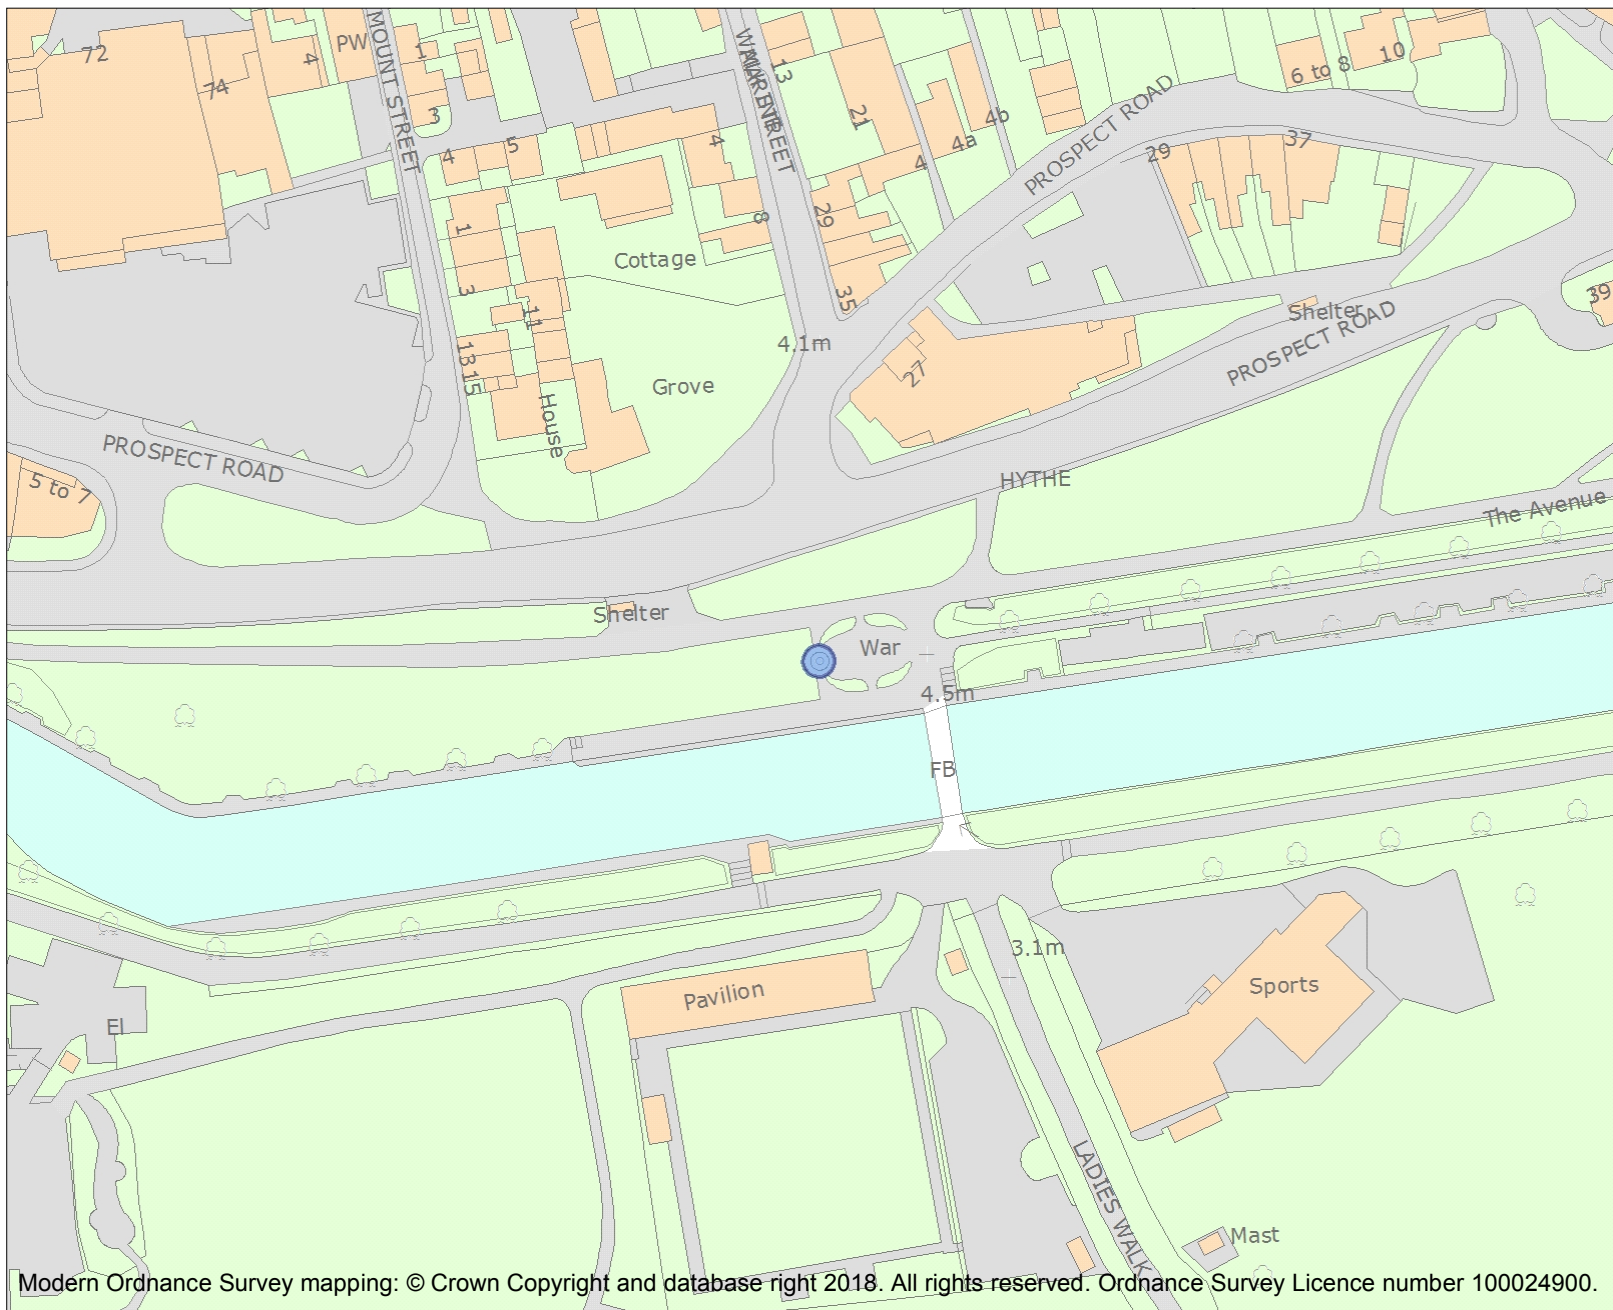 72
74
4
PW
MOUNT STREET
1
3
4
5
WALMER
MARINE STREET
13
21
4
8
29
35
4
4a
4b
PROSPECT ROAD
29
37
6 to 8
10
39
Cottage
1
3
11
13
15
House
Grove
4.1m
27
Shelter
PROSPECT ROAD
PROSPECT ROAD
5 to 7
HYTHE
The Avenue
Shelter
War
4.5m
FB
3.1m
Pavilion
Sports
El
LADIES WALK
Mast
Modern Ordnance Survey mapping: © Crown Copyright and database right 2018. All rights reserved. Ordnance Survey Licence number 100024900.